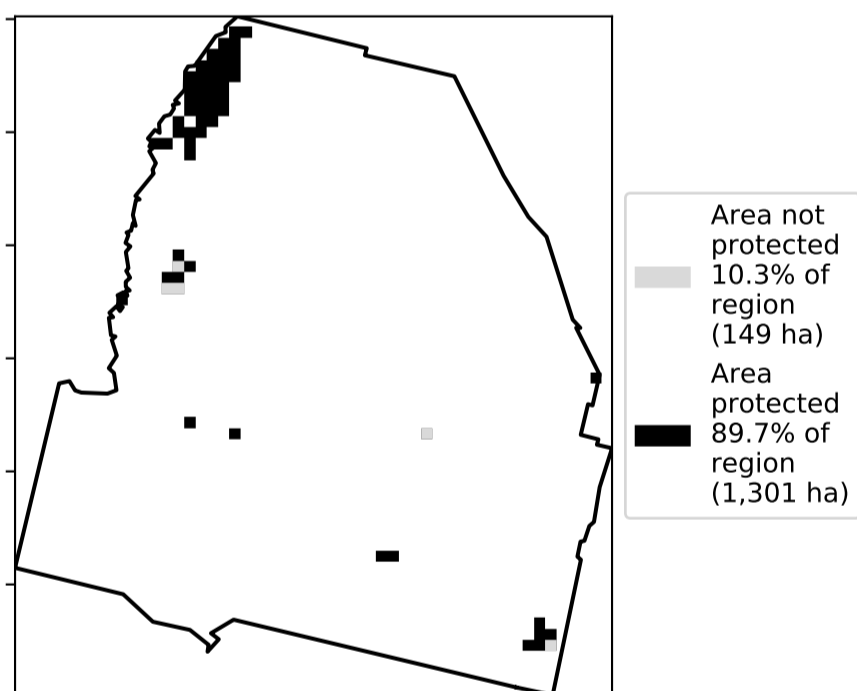 Area not
protected
10.3% of
region
(149 ha)
Area
protected
89.7% of
region
(1,301 ha)